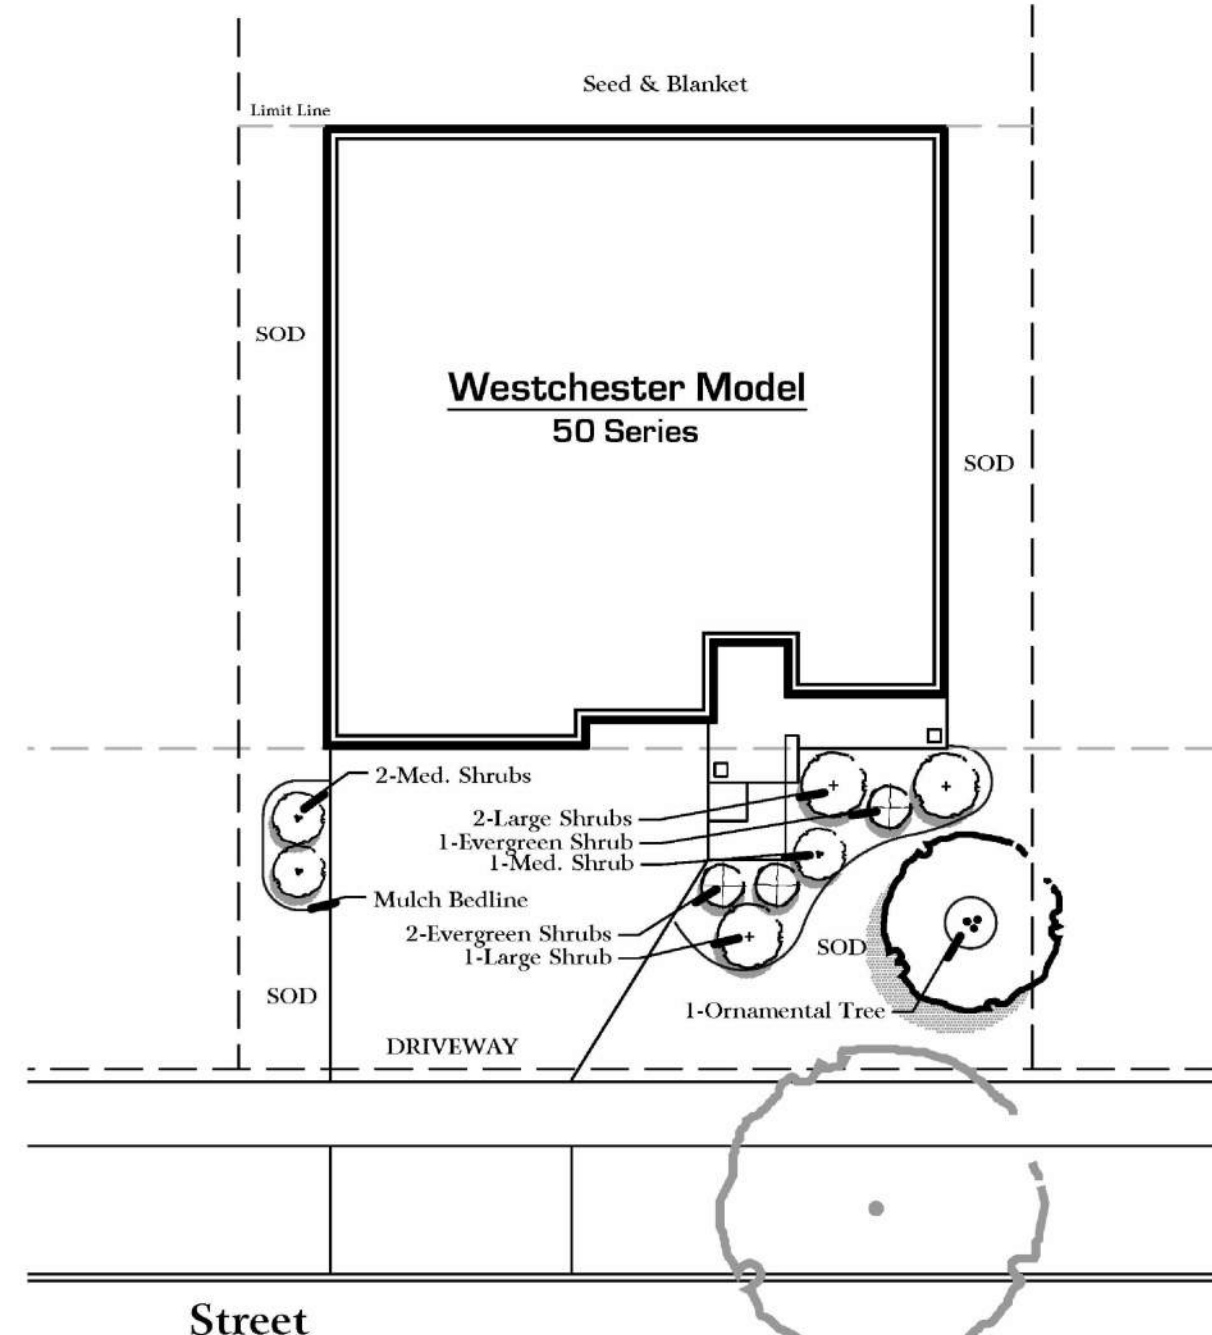 Seed & Blanket
Limit Line
SOD
Westchester Model
50 Series
SOD
2-Med. Shrubs
2-Large Shrubs
1-Evergreen Shrub
1-Med. Shrub
Mulch Bedline
2-Evergreen Shrubs
1-Large Shrub
SOD
SOD
1-Ornamental Tree
DRIVEWAY
Street